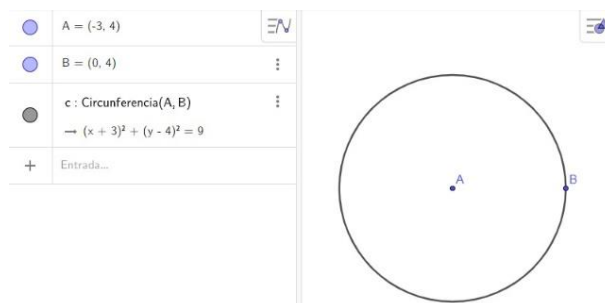 A = (-3, 4)
B = (0, 4)
c : Circunferencia(A, B)
→ (x + 3)² + (y - 4)² = 9
+ Entrada...
A
B